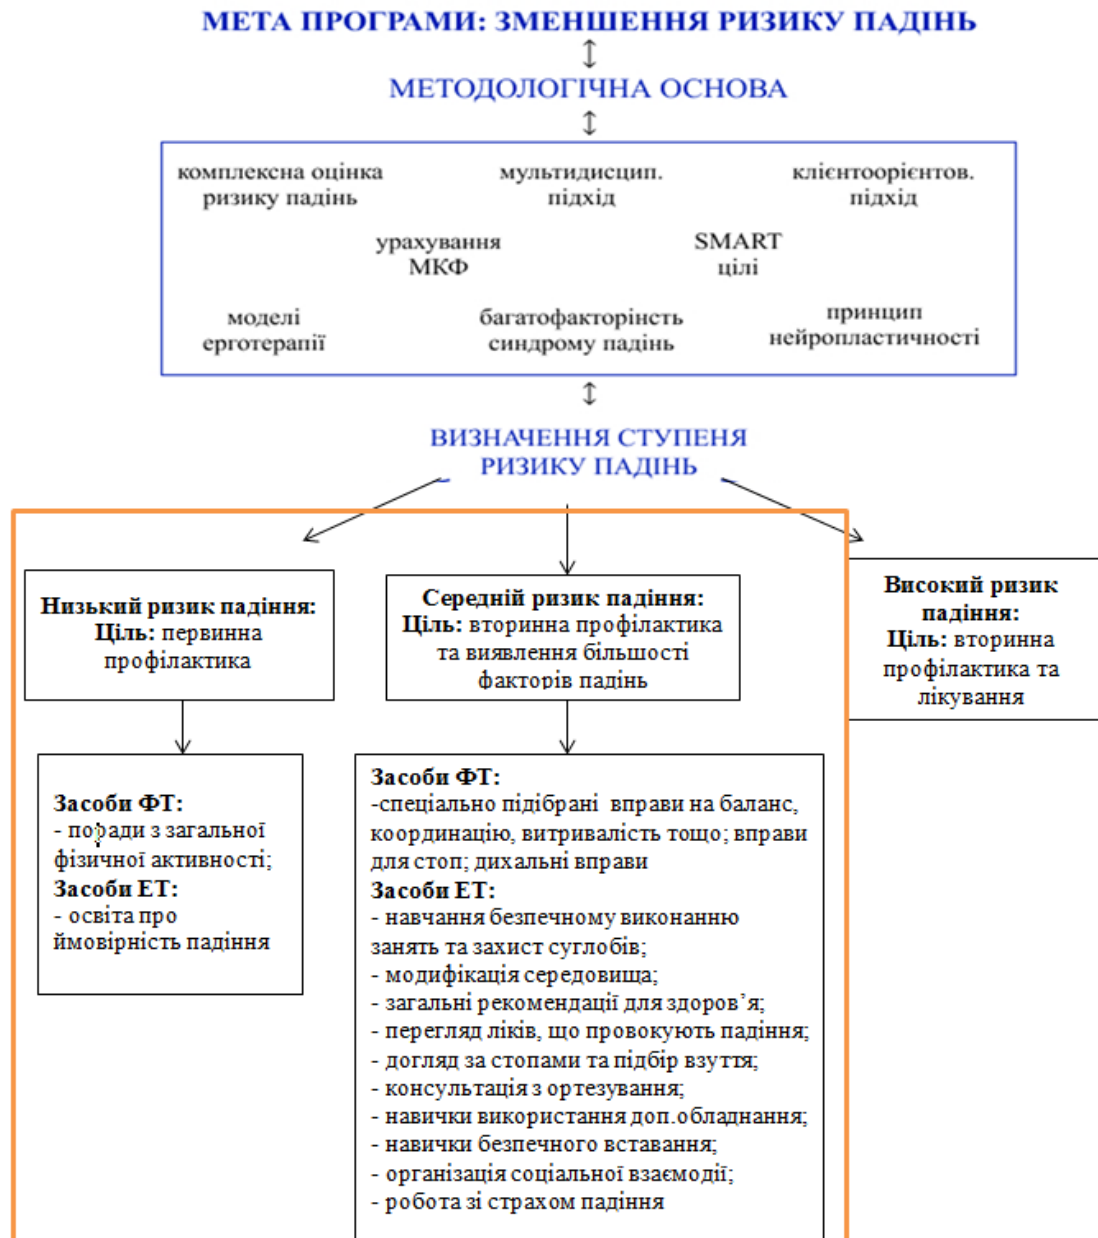 МЕТА ПРОГРАМИ: ЗМЕНШЕННЯ РИЗИКУ ПАДІНЬ
МЕТОДОЛОГІЧНА ОСНОВА
комплексна оцінка
ризику падінь
мультидисцип.
підхід
клієнтоорієнтов.
підхід
урахування
МКФ
SMART
цілі
моделі
ерготерапії
багатофакторінсть
синдрому падінь
принцип
нейропластичності
ВИЗНАЧЕННЯ СТУПЕНЯ
РИЗИКУ ПАДІНЬ
Низький ризик падіння:
Ціль: первинна
профілактика
Засоби ФТ:
- поради з загальної
фізичної активності;
Засоби ЕТ:
- освіта про
ймовірність падіння
Середній ризик падіння:
Ціль: вторинна профілактика
та виявлення більшості
факторів падінь
Засоби ФТ:
-спеціально підібрані вправи на баланс,
координацію, витривалість тощо; вправи
для стоп; дихальні вправи
Засоби ЕТ:
- навчання безпечному виконанню
занять та захист суглобів;
- модифікація середовища;
- загальні рекомендації для здоров’я;
- перегляд ліків, що провокують падіння;
- догляд за стопами та підбір взуття;
- консультація з ортезування;
- навички використання доп.обладнання;
- навички безпечного вставання;
- організація соціальної взаємодії;
- робота зі страхом падіння
Високий ризик
падіння:
Ціль: вторинна
профілактика та
лікування